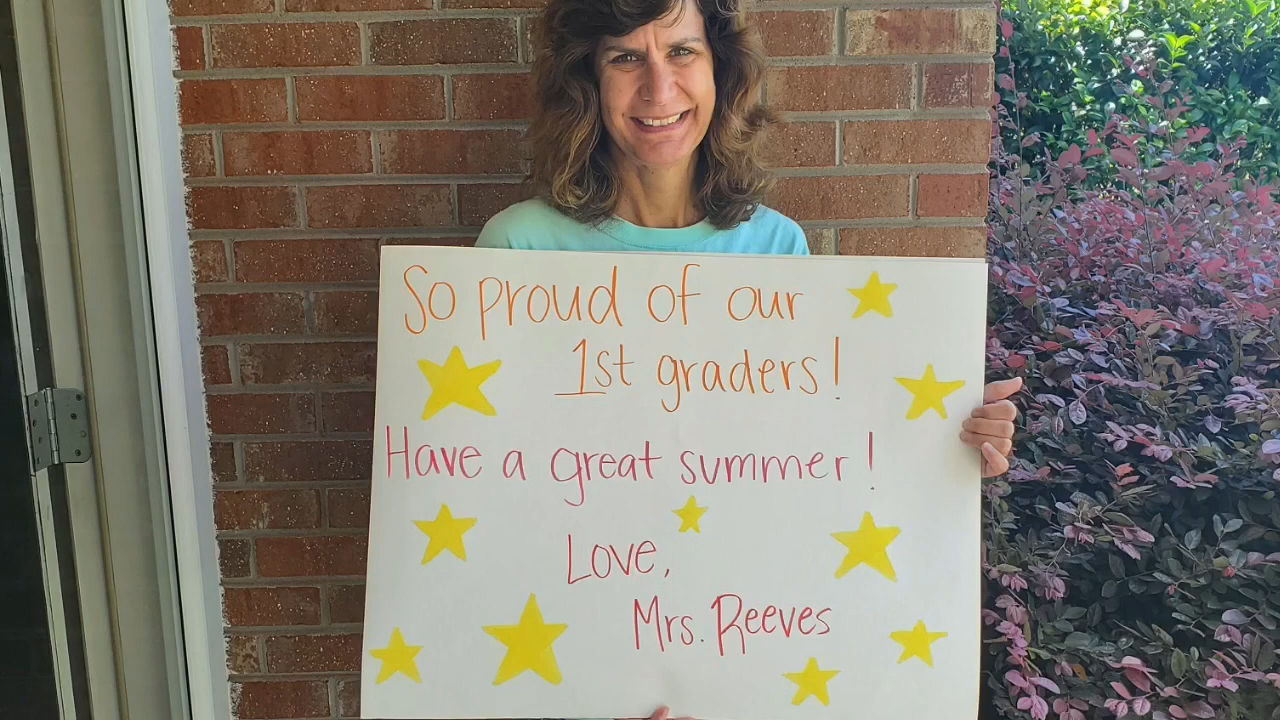 So proud of our
1st graders!
Have a great summer!
Love,
Mrs. Reeves